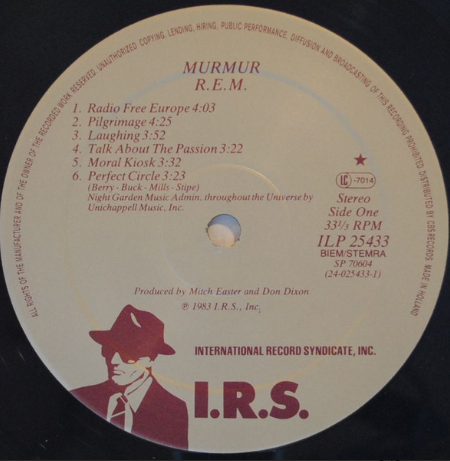 ALL RIGHTS OF THE MANUFACTURER AND OF THE OWNER OF THE RECORDED WORK RESERVED. UNAUTHORIZED COPYING, LENDING, HIRING, PUBLIC PERFORMANCE, DIFFUSION AND BROADCASTING OF THIS RECORDING PROHIBITED. DISTRIBUTED BY CBS RECORDS. MADE IN HOLLAND
MURMUR
R.E.M.
1. Radio Free Europe 4:03
2. Pilgrimage 4:25
3. Laughing 3:52
4. Talk About The Passion 3:22
5. Moral Kiosk 3:32
6. Perfect Circle 3:23
(Berry - Buck - Mills - Stipe)
Night Garden Music Admin. throughout the Universe by
Unichappell Music, Inc.
LC -7014
Stereo
Side One
33⅓ RPM
ILP 25433
BIEM/STEMRA
SP 70604
(24-025433-1)
Produced by Mitch Easter and Don Dixon
℗ 1983 I.R.S., Inc.
INTERNATIONAL RECORD SYNDICATE, INC.
I.R.S.